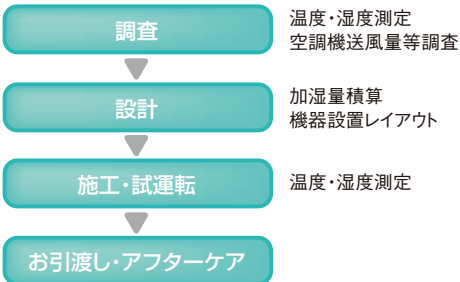 調査
温度・湿度測定
空調機送風量等調査
設計
加湿量積算
機器設置レイアウト
施工・試運転
温度・湿度測定
お引渡し・アフターケア